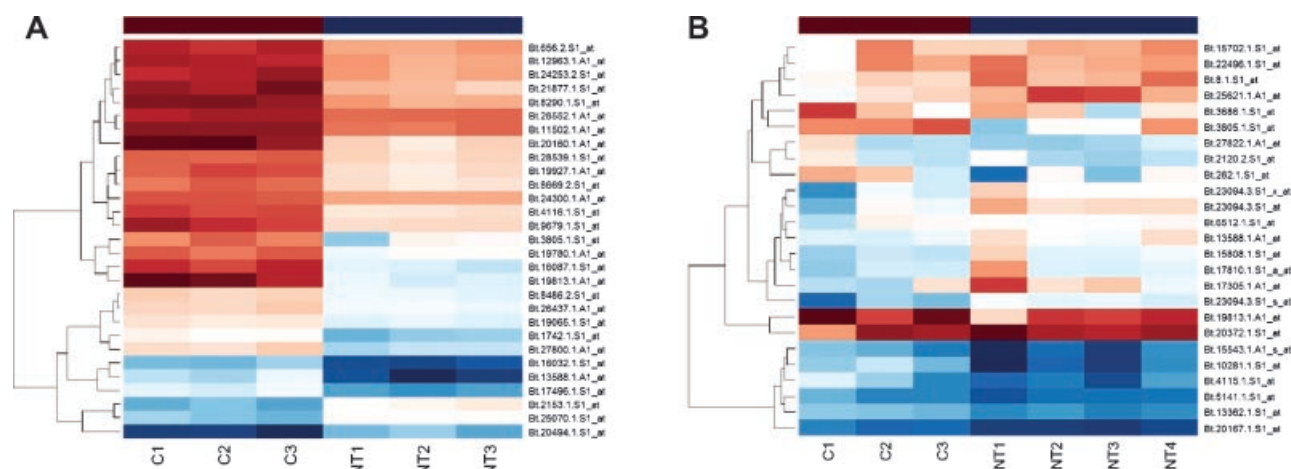 A
Bt.656.2.S1_at
Bt.12963.1.A1_at
Bt.24253.2.S1_at
Bt.21877.1.S1_at
Bt.8290.1.S1_at
Bt.28552.1.A1_at
Bt.11502.1.A1_at
Bt.20160.1.A1_at
Bt.28539.1.S1_at
Bt.19927.1.A1_at
Bt.8669.2.S1_at
Bt.24300.1.A1_at
Bt.4116.1.S1_at
Bt.9679.1.S1_at
Bt.3805.1.S1_at
Bt.19780.1.A1_at
Bt.16087.1.S1_at
Bt.19813.1.A1_at
Bt.8486.2.S1_at
Bt.26437.1.A1_at
Bt.19065.1.S1_at
Bt.1742.1.S1_at
Bt.27800.1.A1_at
Bt.16032.1.S1_at
Bt.13588.1.A1_at
Bt.17496.1.S1_at
Bt.2153.1.S1_at
Bt.25070.1.S1_at
Bt.20494.1.S1_at
C1 C2 C3 NT1 NT2 NT3
B
Bt.15702.1.S1_at
Bt.22496.1.S1_at
Bt.8.1.S1_at
Bt.25621.1.A1_at
Bt.3686.1.S1_at
Bt.3805.1.S1_at
Bt.27822.1.A1_at
Bt.2120.2.S1_at
Bt.262.1.S1_at
Bt.23094.3.S1_x_at
Bt.23094.3.S1_at
Bt.6512.1.S1_at
Bt.13588.1.A1_at
Bt.15808.1.S1_at
Bt.17810.1.S1_a_at
Bt.17305.1.A1_at
Bt.23094.3.S1_s_at
Bt.19813.1.A1_at
Bt.20372.1.S1_at
Bt.15543.1.A1_s_at
Bt.10281.1.S1_at
Bt.4115.1.S1_at
Bt.5141.1.S1_at
Bt.13362.1.S1_at
Bt.20167.1.S1_at
C1 C2 C3 NT1 NT2 NT3 NT4